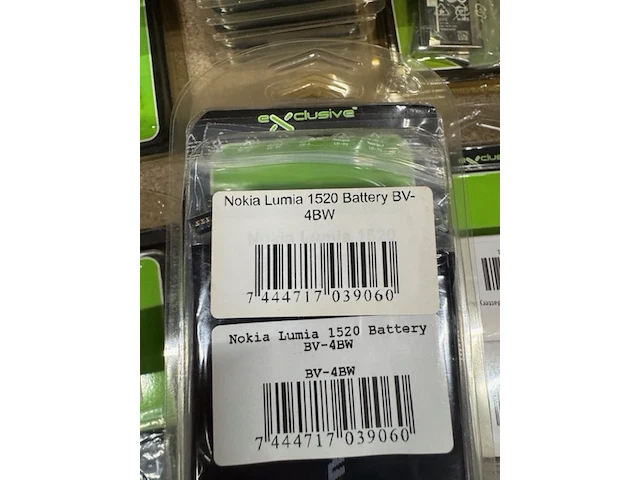 exclusive™
Nokia Lumia 1520 Battery BV-
4BW
7 444717 039060
Nokia Lumia 1520 Battery
BV-4BW
BV-4BW
7 444717 039060
exclusive